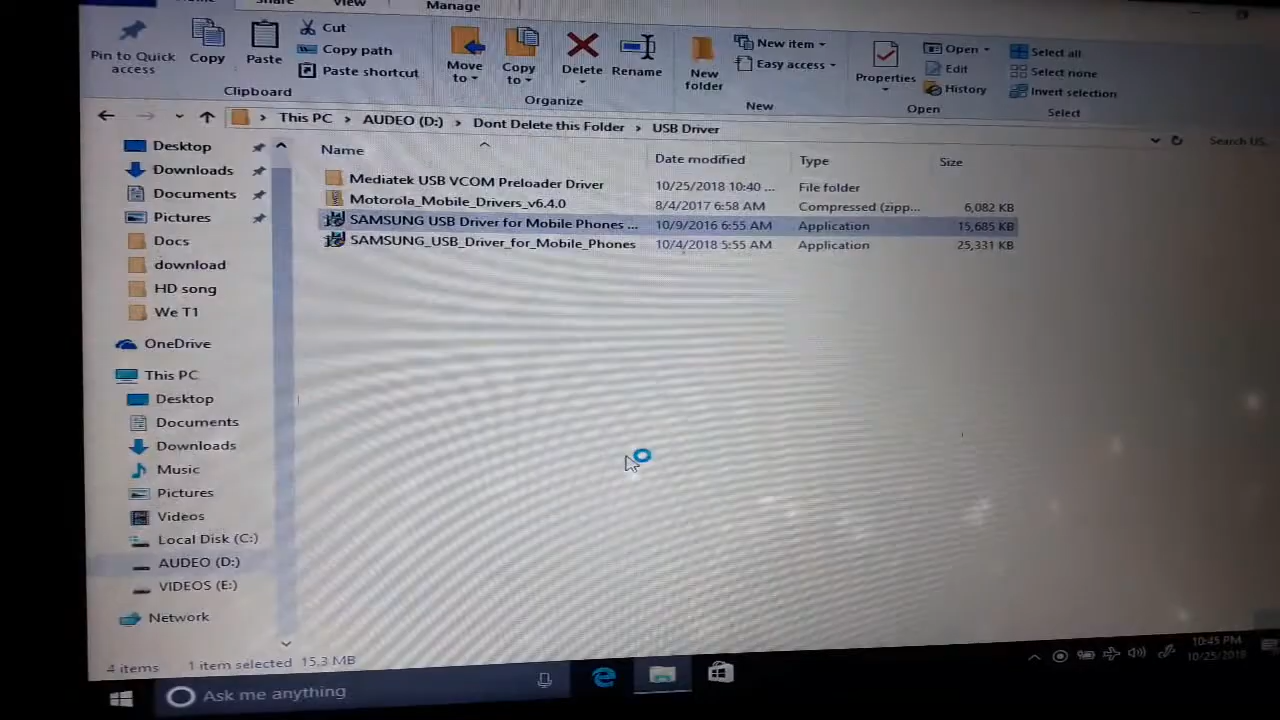 Share View Manage
Pin to Quick access
Copy
Paste
Cut
Copy path
Paste shortcut
Clipboard
Move to
Copy to
Delete
Rename
Organize
New folder
New item
Easy access
New
Properties
Open
Edit
History
Open
Select all
Select none
Invert selection
Select
This PC > AUDEO (D:) > Dont Delete this Folder > USB Driver
Search US
Name Date modified Type Size
Mediatek USB VCOM Preloader Driver 10/25/2018 10:40 ... File folder
Motorola_Mobile_Drivers_v6.4.0 8/4/2017 6:58 AM Compressed (zipp... 6,082 KB
SAMSUNG USB Driver for Mobile Phones ... 10/9/2016 6:55 AM Application 15,685 KB
SAMSUNG_USB_Driver_for_Mobile_Phones 10/4/2018 5:55 AM Application 25,331 KB
Desktop
Downloads
Documents
Pictures
Docs
download
HD song
We T1
OneDrive
This PC
Desktop
Documents
Downloads
Music
Pictures
Videos
Local Disk (C:)
AUDEO (D:)
VIDEOS (E:)
Network
4 items 1 item selected 15.3 MB
Ask me anything
10:45 PM
10/25/2018